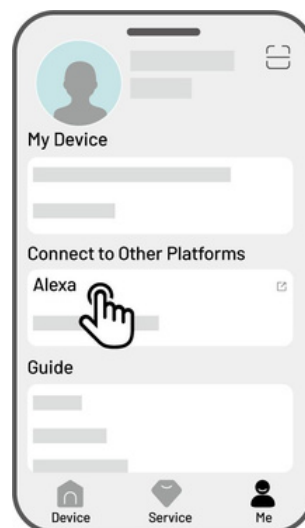 My Device
Connect to Other Platforms
Alexa
Guide
Device
Service
Me